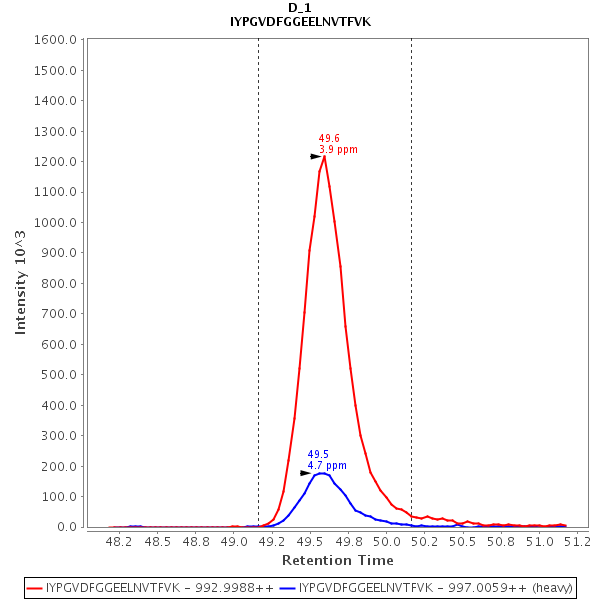 D_1
IYPGVDFGGEELNVTFVK
1600.0
1500.0
1400.0
1300.0
1200.0
1100.0
1000.0
900.0
800.0
700.0
600.0
500.0
400.0
300.0
200.0
100.0
0.0
Intensity 10^3
49.6
3.9 ppm
49.5
4.7 ppm
48.2 48.5 48.8 49.0 49.2 49.5 49.8 50.0 50.2 50.5 50.8 51.0 51.2
Retention Time
IYPGVDFGGEELNVTFVK - 992.9988++ IYPGVDFGGEELNVTFVK - 997.0059++ (heavy)